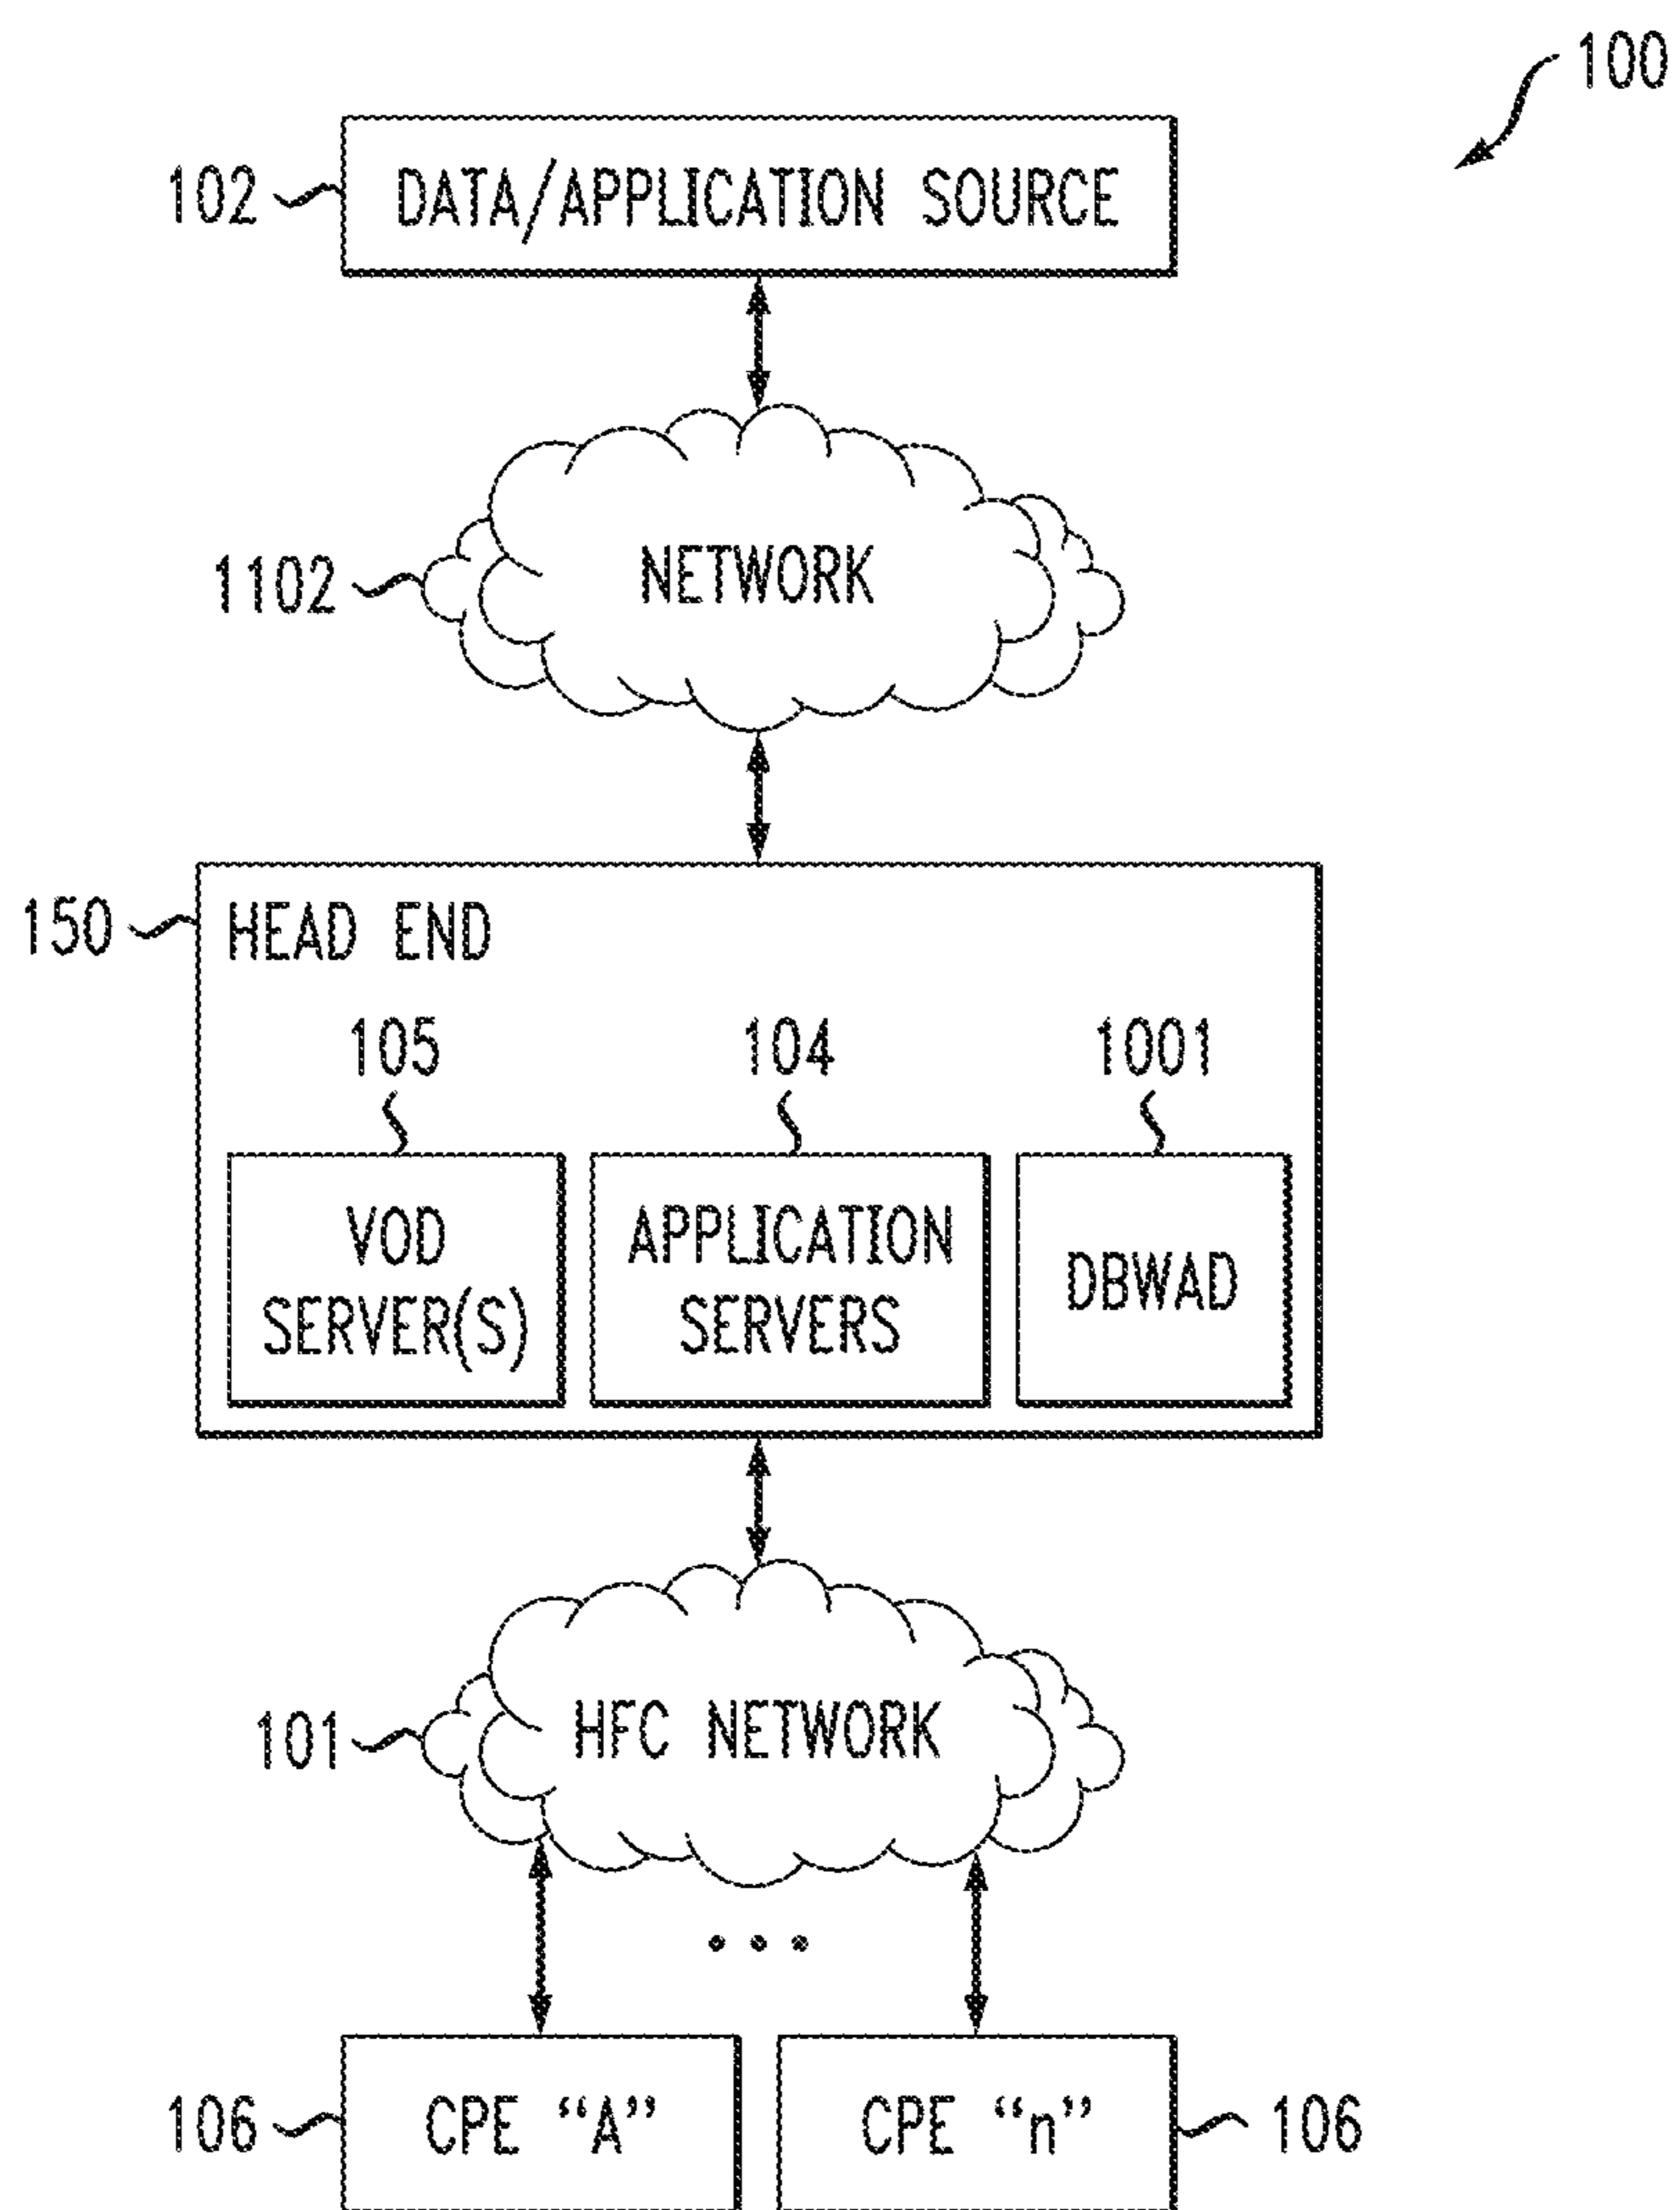 100
102
DATA/APPLICATION SOURCE
1102
NETWORK
150
HEAD END
105
104
1001
VOD
SERVER(S)
APPLICATION
SERVERS
DBWAD
101
HFC NETWORK
• • •
106
CPE “A”
CPE “n”
106